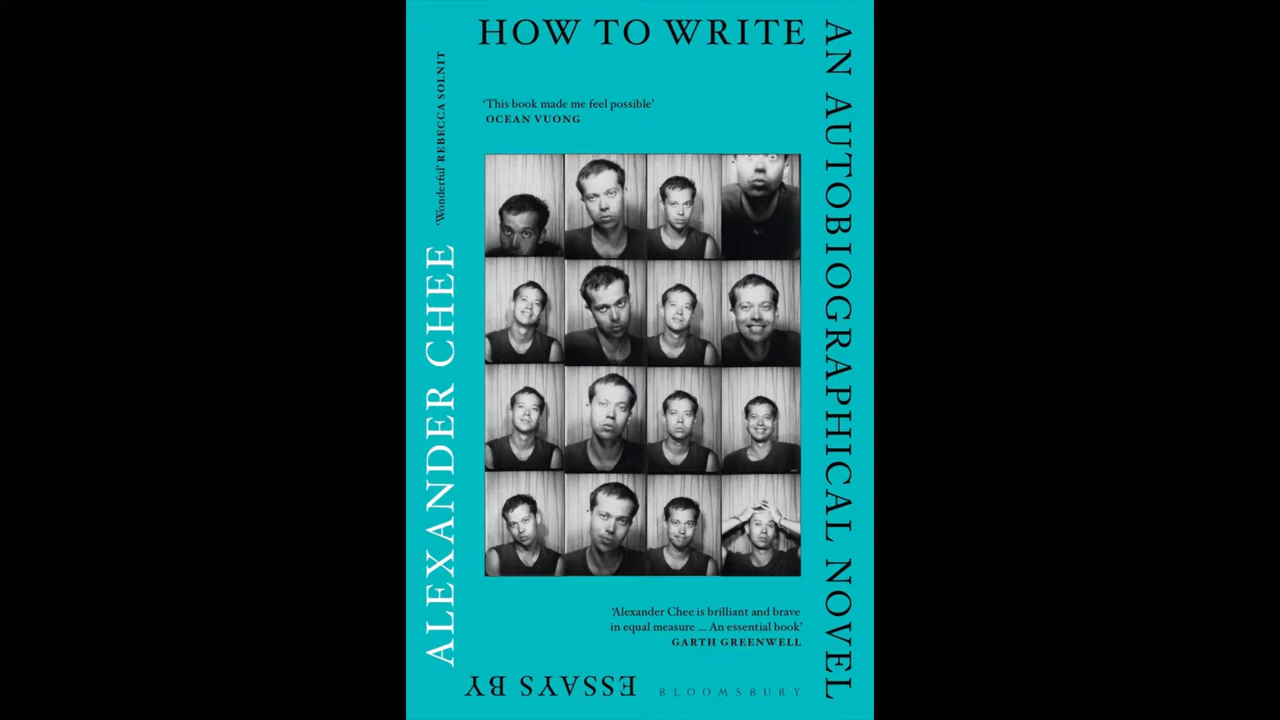 HOW TO WRITE
AN AUTOBIOGRAPHICAL NOVEL
ESSAYS BY
ALEXANDER CHEE
'Wonderful' REBECCA SOLNIT
'This book made me feel possible'
OCEAN VUONG
'Alexander Chee is brilliant and brave
in equal measure ... An essential book'
GARTH GREENWELL
BLOOMSBURY